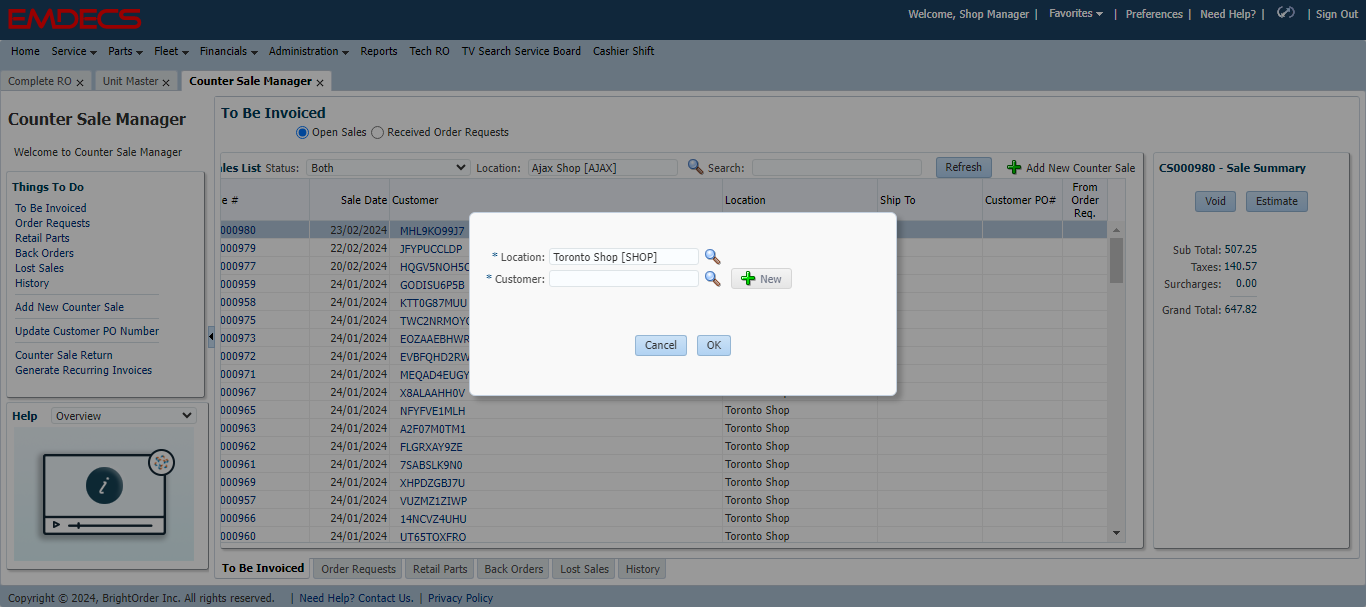 EMDECS
Welcome, Shop Manager | Favorites | Preferences | Need Help? | | Sign Out
Home Service Parts Fleet Financials Administration Reports Tech RO TV Search Service Board Cashier Shift
Complete RO × Unit Master × Counter Sale Manager ×
Counter Sale Manager
Welcome to Counter Sale Manager
Things To Do
To Be Invoiced
Order Requests
Retail Parts
Back Orders
Lost Sales
History
Add New Counter Sale
Update Customer PO Number
Counter Sale Return
Generate Recurring Invoices
Help Overview
To Be Invoiced
Open Sales Received Order Requests
ales List Status: Both Location: Ajax Shop [AJAX] Search: Refresh Add New Counter Sale
e # Sale Date Customer Location Ship To Customer PO# From Order Req.
000980 23/02/2024 MHL9KO99J7
000979 22/02/2024 JFYPUCCLDP
000977 20/02/2024 HQGV5NOH5C
000959 24/01/2024 GODISU6P5B
000958 24/01/2024 KTT0G87MUU
000975 24/01/2024 TWC2NRMOYC
000973 24/01/2024 EOZAAEBHWR
000972 24/01/2024 EVBFQHD2RW
000971 24/01/2024 MEQAD4EUGY
000967 24/01/2024 X8ALAAHH0V
000965 24/01/2024 NFYFVE1MLH Toronto Shop
000963 24/01/2024 A2F07M0TM1 Toronto Shop
000962 24/01/2024 FLGRXAY9ZE Toronto Shop
000961 24/01/2024 7SABSLK9N0 Toronto Shop
000969 24/01/2024 XHPDZGBJ7U Toronto Shop
000957 24/01/2024 VUZMZ1ZIWP Toronto Shop
000966 24/01/2024 14NCVZ4UHU Toronto Shop
000960 24/01/2024 UT65TOXFRO Toronto Shop
* Location: Toronto Shop [SHOP]
* Customer: New
Cancel OK
CS000980 - Sale Summary
Void Estimate
Sub Total: 507.25
Taxes: 140.57
Surcharges: 0.00
Grand Total: 647.82
To Be Invoiced Order Requests Retail Parts Back Orders Lost Sales History
Copyright © 2024, BrightOrder Inc. All rights reserved. | Need Help? Contact Us. | Privacy Policy